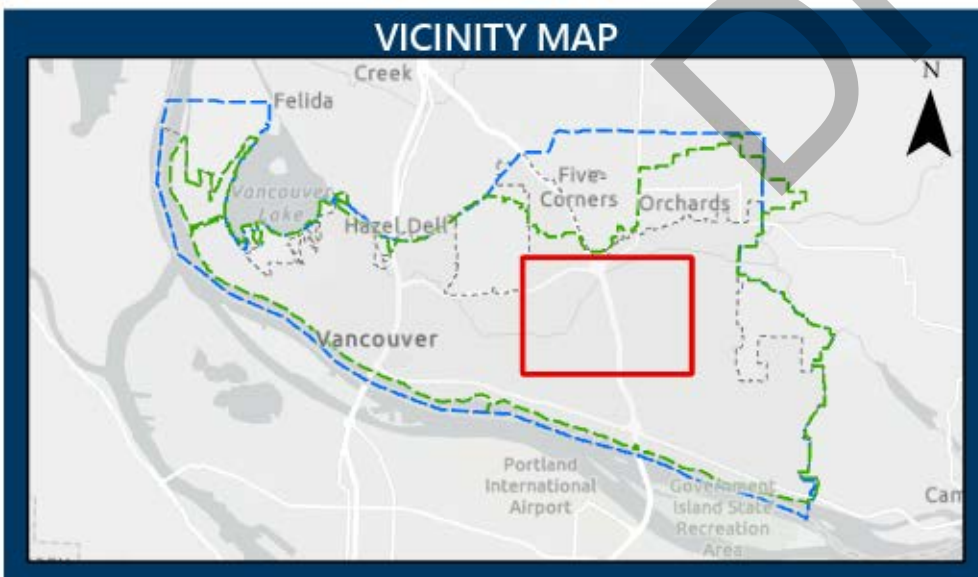 VICINITY MAP
Creek
N
Felida
Five-
Corners
Orchards
Vancouver
Lake
Hazel Dell
Vancouver
Portland
International
Airport
Government
Island State
Recreation
Area
Cam